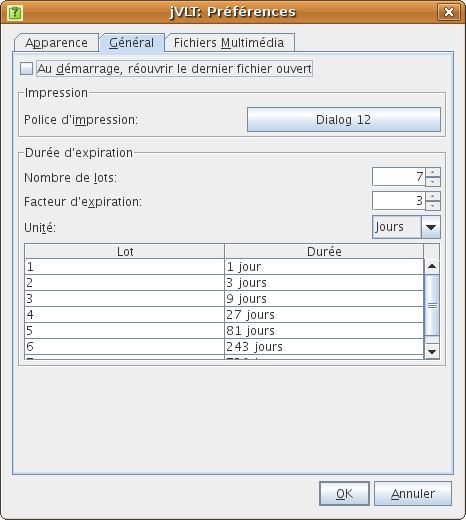 jVLT: Préférences
Apparence Général Fichiers Multimédia
Au démarrage, réouvrir le dernier fichier ouvert
Impression
Police d'impression: Dialog 12
Durée d'expiration
Nombre de lots: 7
Facteur d'expiration: 3
Unité: Jours
Lot Durée
1 1 jour
2 3 jours
3 9 jours
4 27 jours
5 81 jours
6 243 jours
OK Annuler